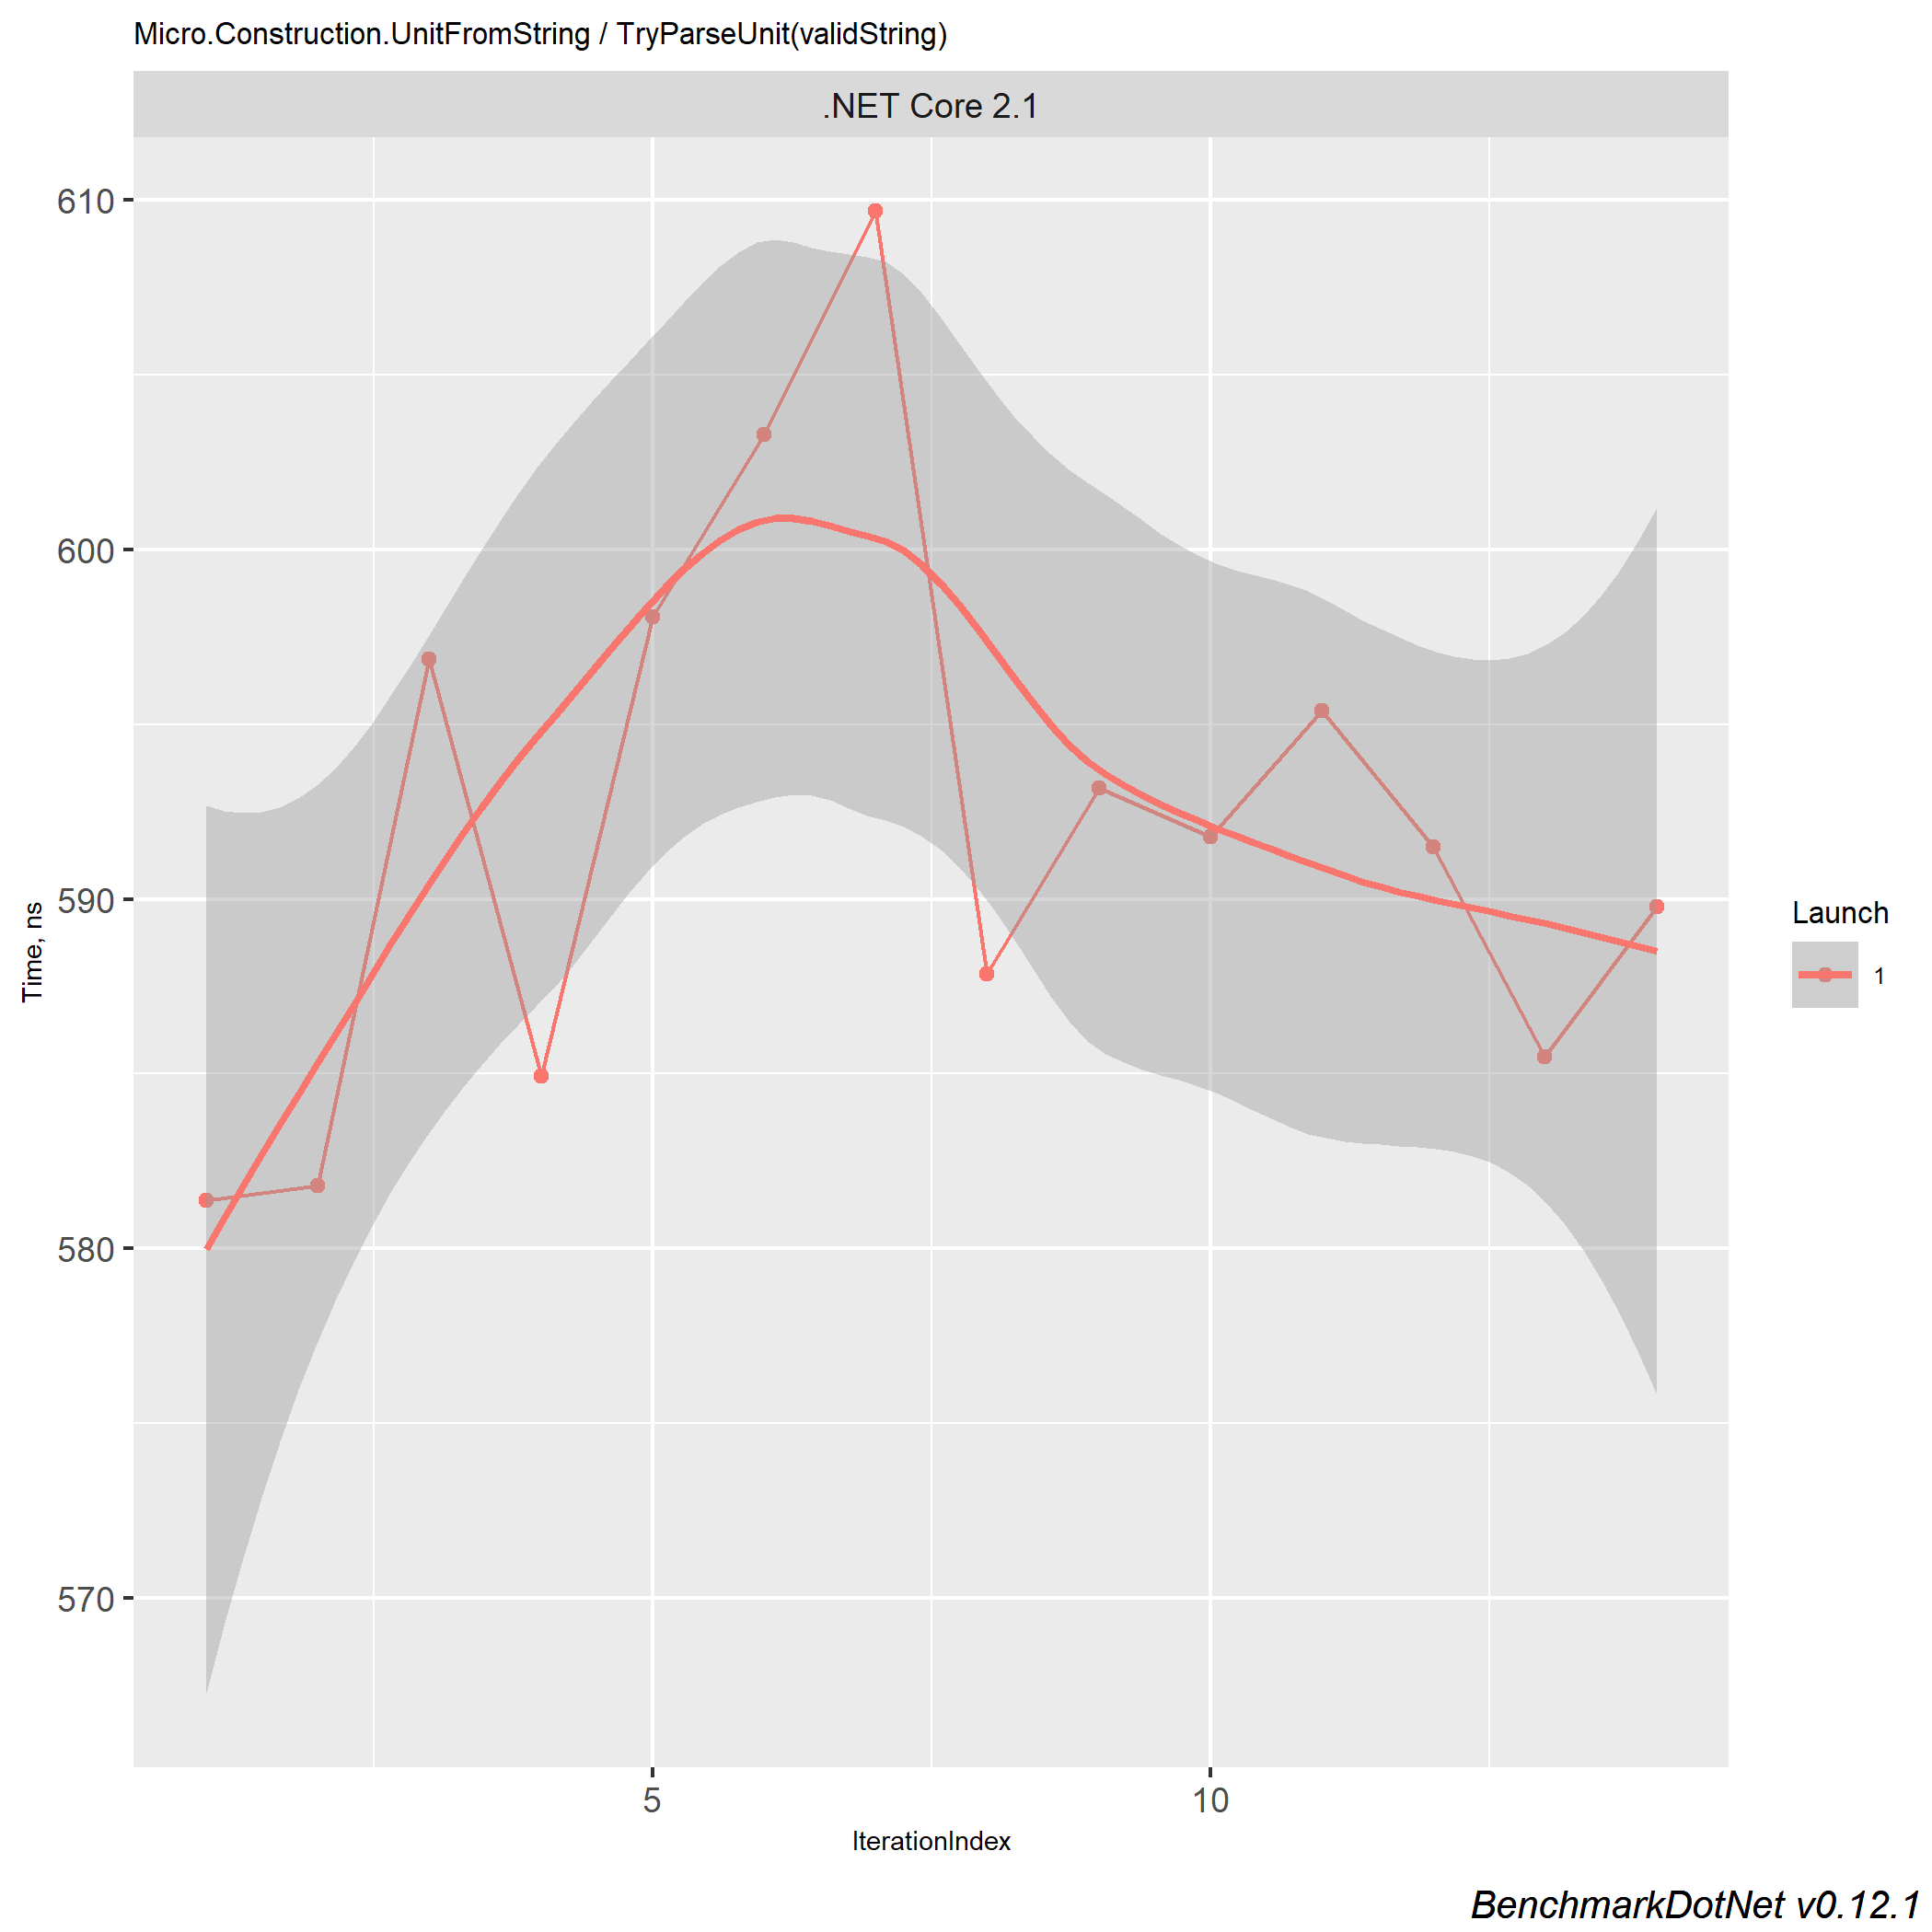 Micro.Construction.UnitFromString / TryParseUnit(validString)
.NET Core 2.1
610
600
590
580
570
Time, ns
5
10
IterationIndex
Launch
1
BenchmarkDotNet v0.12.1